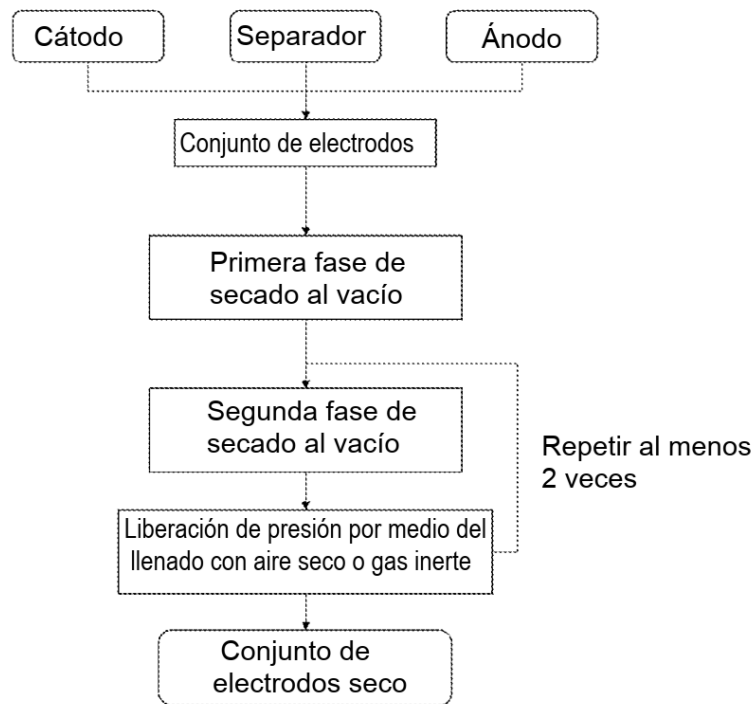 Cátodo
Separador
Ánodo
Conjunto de electrodos
Primera fase de
secado al vacío
Segunda fase de
secado al vacío
Repetir al menos
2 veces
Liberación de presión por medio del
llenado con aire seco o gas inerte
Conjunto de
electrodos seco